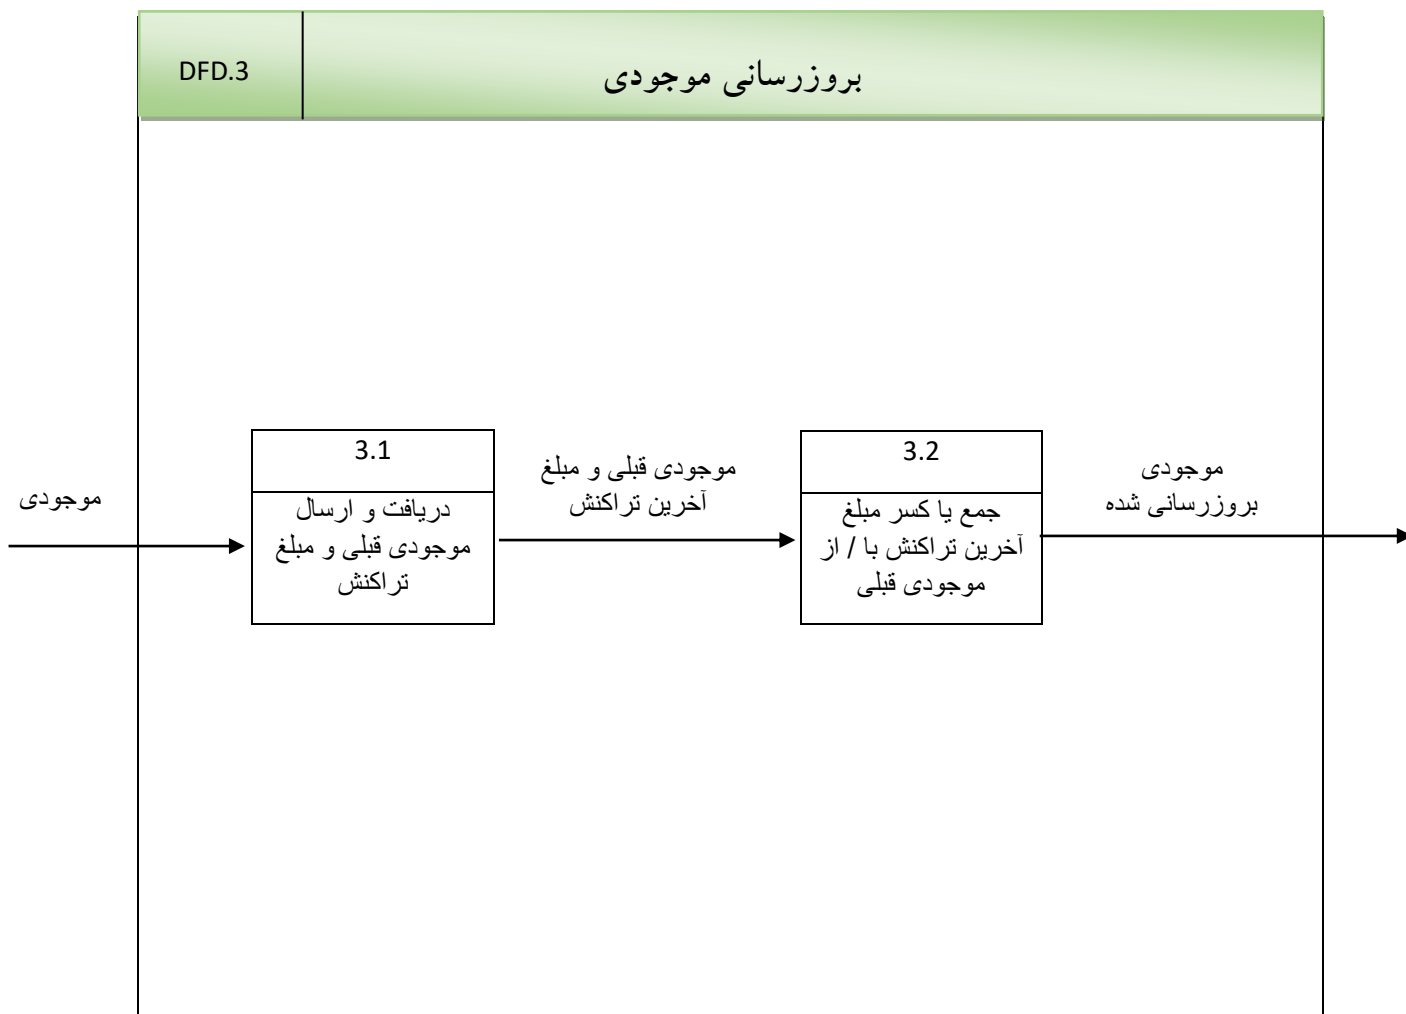 DFD.3
بروزرسانی موجودی
موجودی
3.1
دریافت و ارسال
موجودی قبلی و مبلغ
تراکنش
موجودی قبلی و مبلغ
آخرین تراکنش
3.2
جمع یا کسر مبلغ
آخرین تراکنش با / از
موجودی قبلی
موجودی
بروزرسانی شده